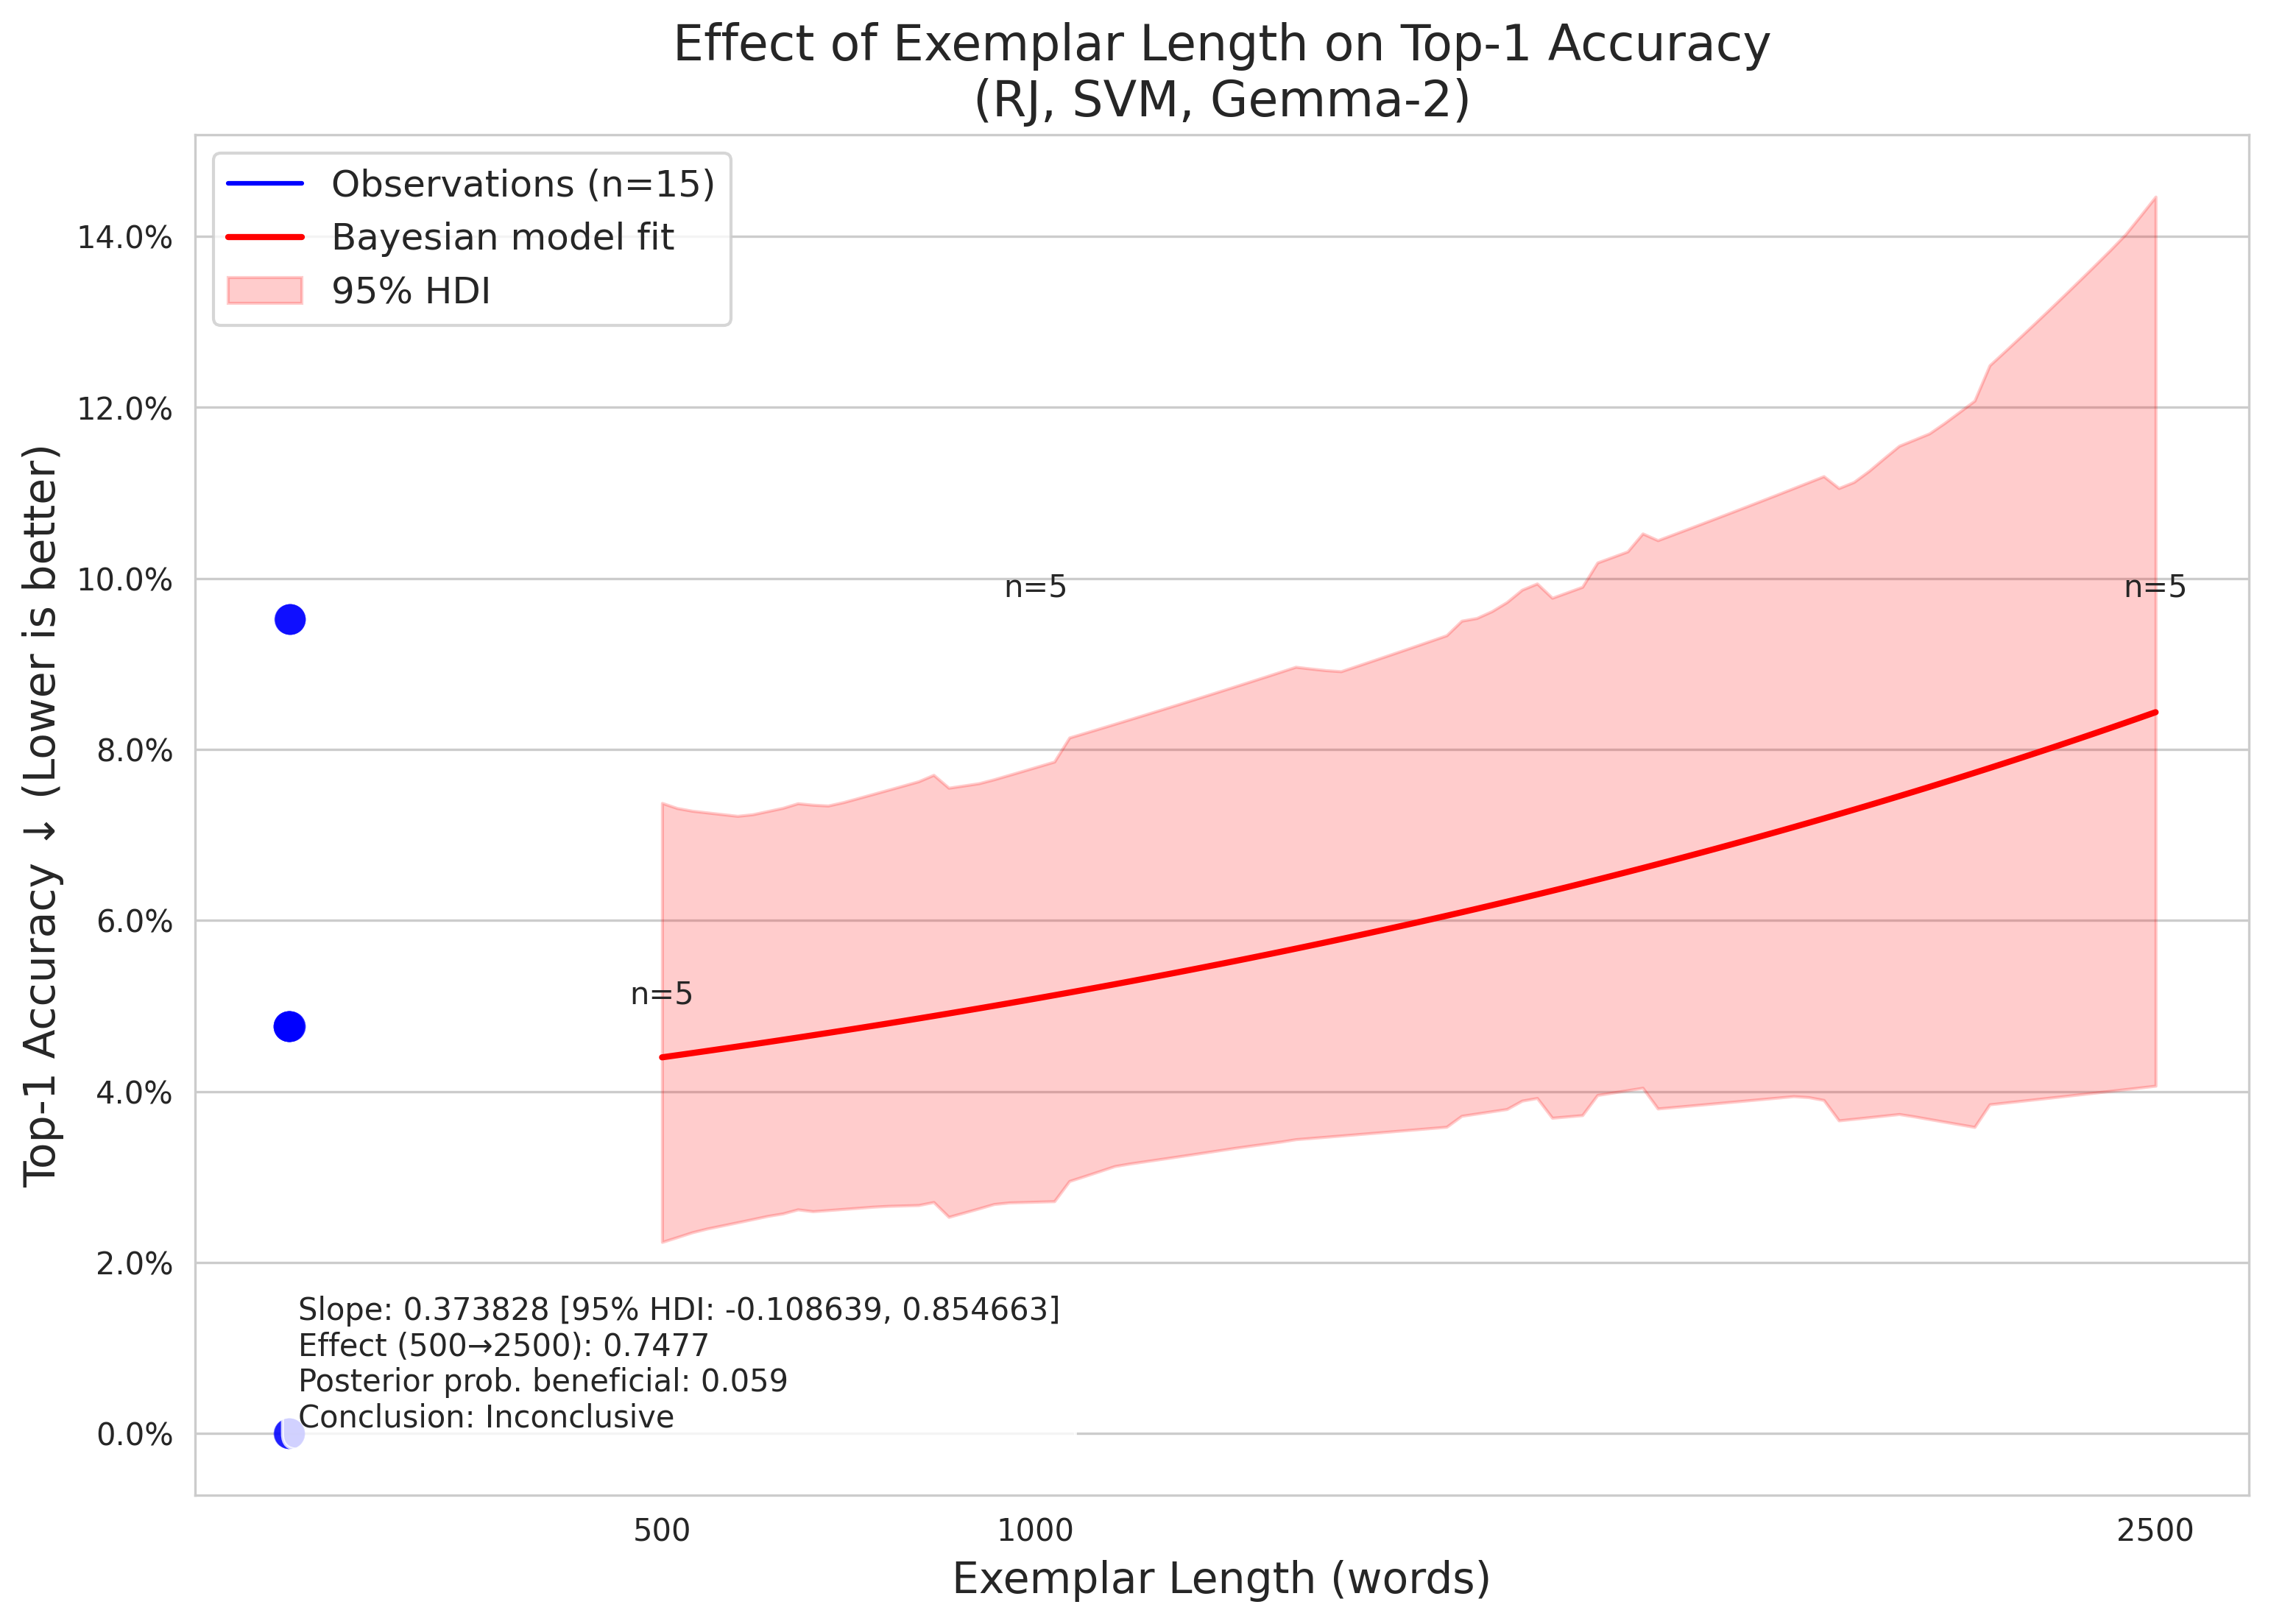 Effect of Exemplar Length on Top-1 Accuracy
(RJ, SVM, Gemma-2)
Observations (n=15)
Bayesian model fit
95% HDI
14.0%
12.0%
10.0%
8.0%
6.0%
4.0%
2.0%
0.0%
Top-1 Accuracy ↓ (Lower is better)
n=5
n=5
n=5
Slope: 0.373828 [95% HDI: -0.108639, 0.854663]
Effect (500→2500): 0.7477
Posterior prob. beneficial: 0.059
Conclusion: Inconclusive
500
1000
2500
Exemplar Length (words)